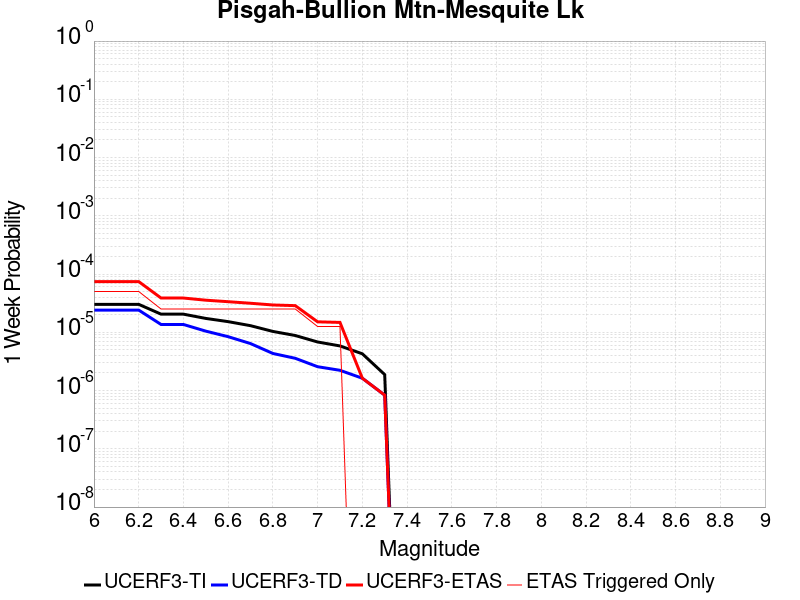 Pisgah-Bullion Mtn-Mesquite Lk
1 Week Probability
10^0
10^-1
10^-2
10^-3
10^-4
10^-5
10^-6
10^-7
10^-8
6 6.2 6.4 6.6 6.8 7 7.2 7.4 7.6 7.8 8 8.2 8.4 8.6 8.8 9
Magnitude
UCERF3-TI UCERF3-TD UCERF3-ETAS ETAS Triggered Only